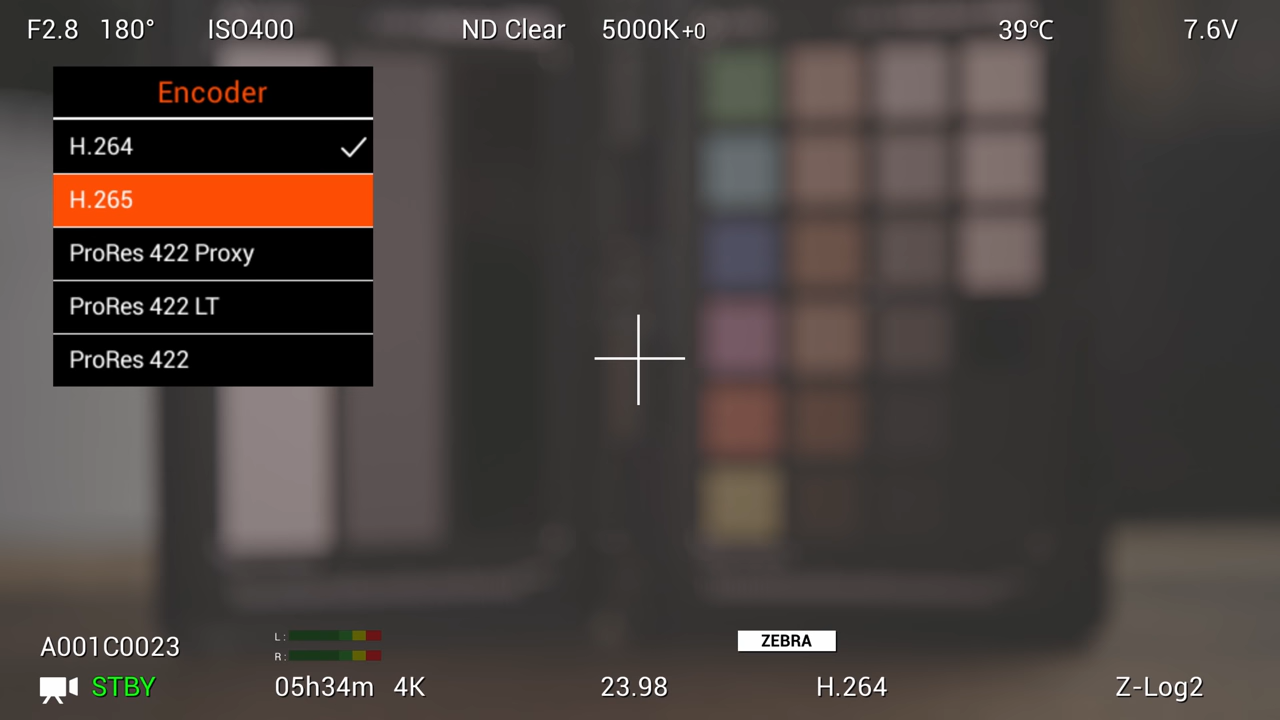 F2.8 180° ISO400 ND Clear 5000K+0 39℃ 7.6V
Encoder
H.264
H.265
ProRes 422 Proxy
ProRes 422 LT
ProRes 422
A001C0023
L:
R:
ZEBRA
STBY 05h34m 4K 23.98 H.264 Z-Log2